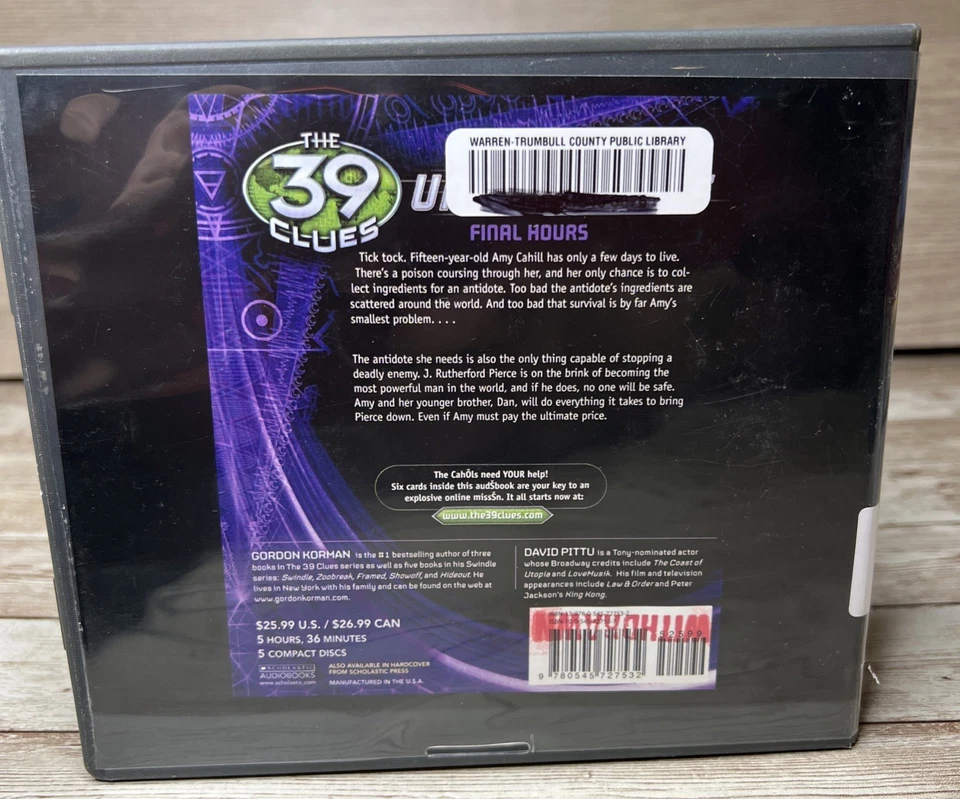 WARREN-TRUMBULL COUNTY PUBLIC LIBRARY
THE
39
CLUES
FINAL HOURS
Tick tock. Fifteen-year-old Amy Cahill has only a few days to live.
There's a poison coursing through her, and her only chance is to col-
lect ingredients for an antidote. Too bad the antidote's ingredients are
scattered around the world. And too bad that survival is by far Amy's
smallest problem. . . .
The antidote she needs is also the only thing capable of stopping a
deadly enemy. J. Rutherford Pierce is on the brink of becoming the
most powerful man in the world, and if he does, no one will be safe.
Amy and her younger brother, Dan, will do everything it takes to bring
Pierce down. Even if Amy must pay the ultimate price.
The CahÔls need YOUR help!
Six cards inside this audŠbook are your key to an
explosive online missŠn. It all starts now at:
www.the39clues.com
GORDON KORMAN is the #1 bestselling author of three
books in The 39 Clues series as well as five books in his Swindle
series: Swindle, Zoobreak, Framed, Showoff, and Hideout. He
lives in New York with his family and can be found on the web at
www.gordonkorman.com.
DAVID PITTU is a Tony-nominated actor
whose Broadway credits include The Coast of
Utopia and LoveMusik. His film and television
appearances include Law & Order and Peter
Jackson's King Kong.
$25.99 U.S. / $26.99 CAN
5 HOURS, 36 MINUTES
5 COMPACT DISCS
SCHOLASTIC
AUDIOBOOKS
www.scholastic.com
ALSO AVAILABLE IN HARDCOVER
FROM SCHOLASTIC PRESS
MANUFACTURED IN THE U.S.A.
WITHDRAWN
52599
9 780545 727532